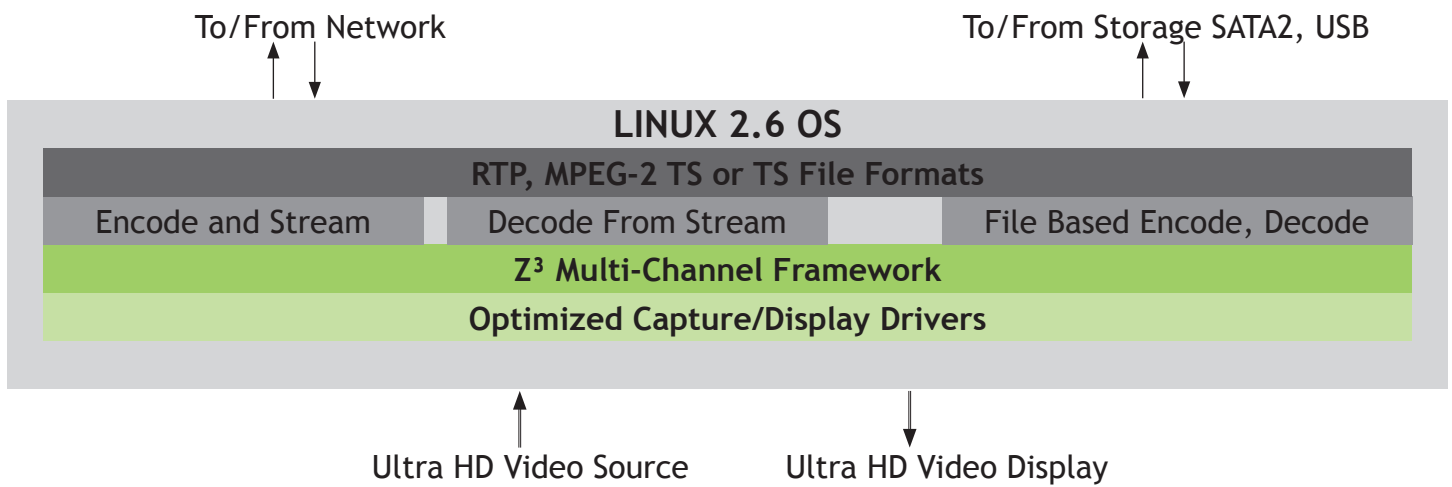 To/From Network
To/From Storage SATA2, USB
LINUX 2.6 OS
RTP, MPEG-2 TS or TS File Formats
Encode and Stream
Decode From Stream
File Based Encode, Decode
Z³ Multi-Channel Framework
Optimized Capture/Display Drivers
Ultra HD Video Source
Ultra HD Video Display